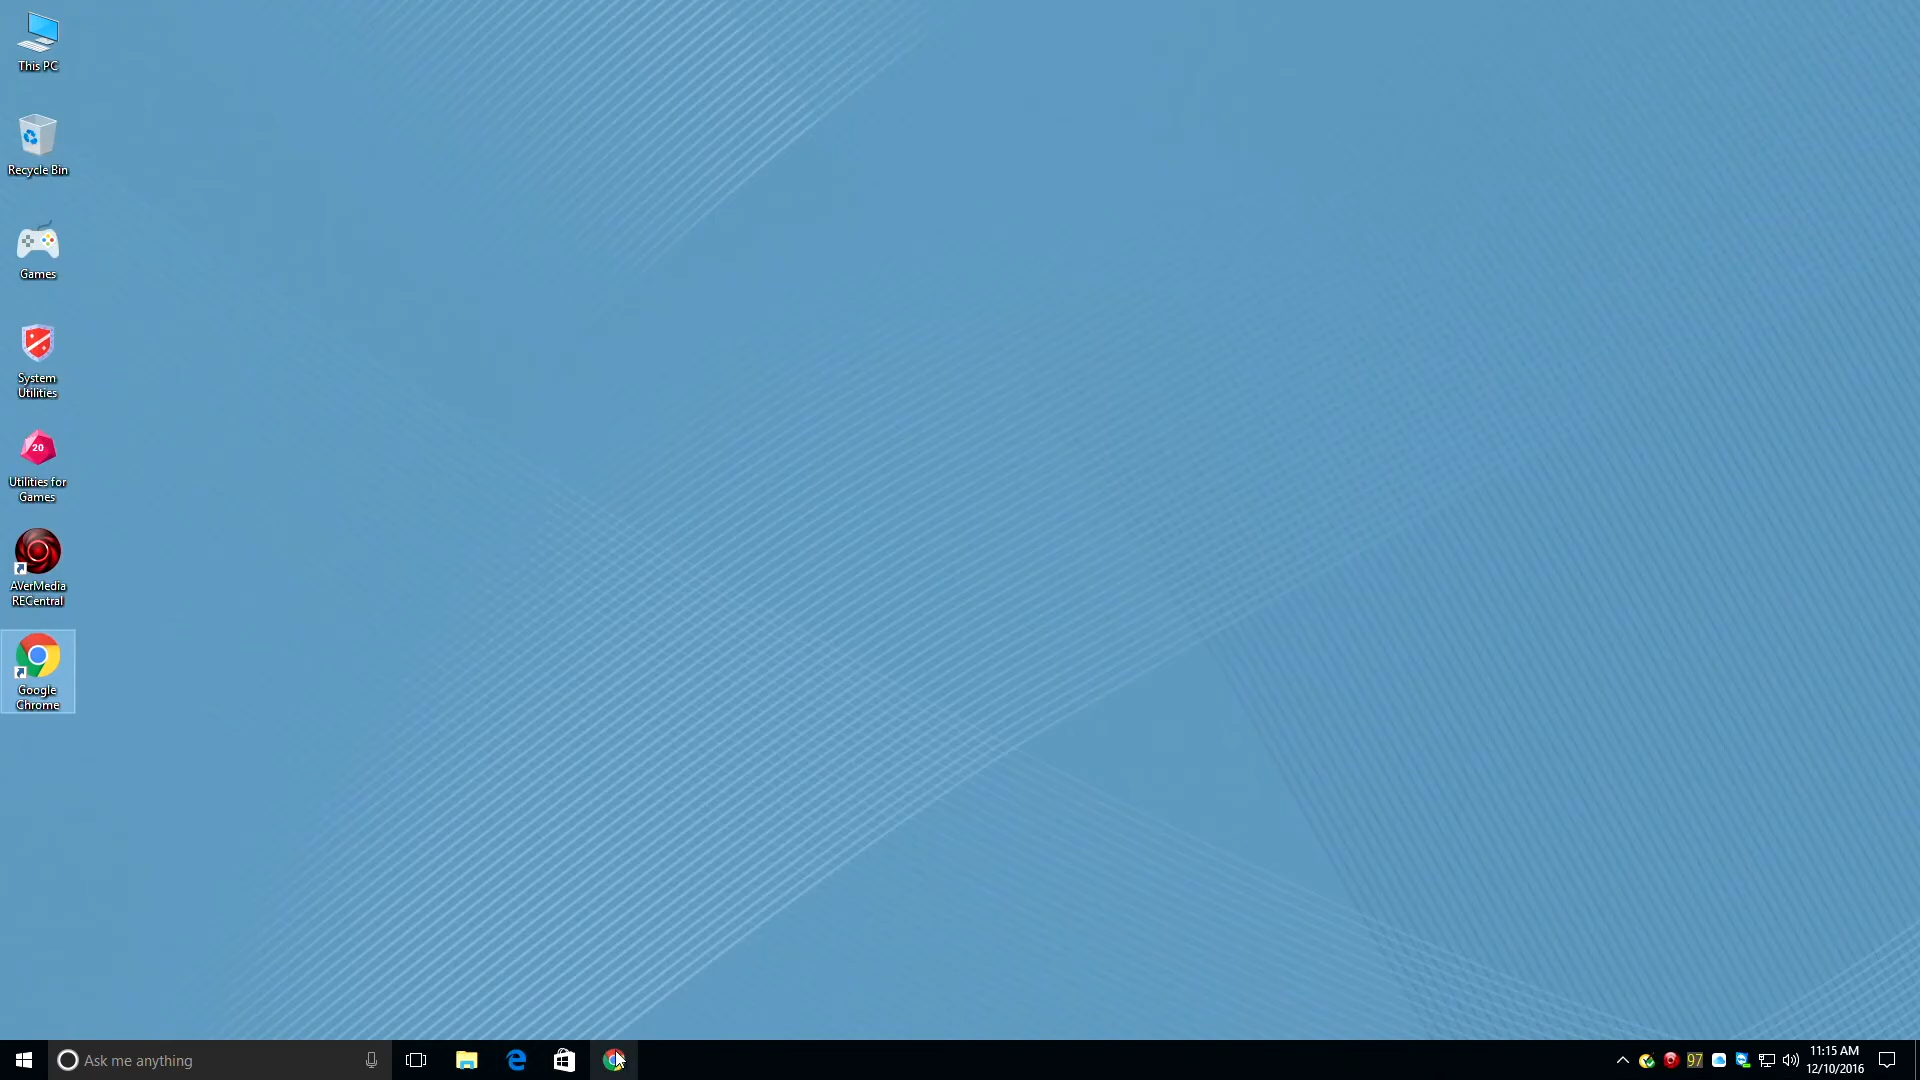 This PC
Recycle Bin
Games
System
Utilities
20
Utilities for
Games
AVerMedia
RECentral
Google
Chrome
Ask me anything
97
11:15 AM
12/10/2016